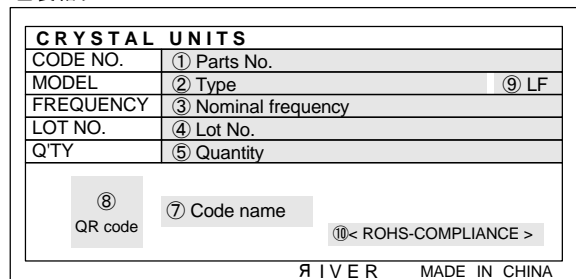 CRYSTAL UNITS
CODE NO. ① Parts No.
MODEL ② Type ⑨ LF
FREQUENCY ③ Nominal frequency
LOT NO. ④ Lot No.
Q'TY ⑤ Quantity
⑧
QR code
⑦ Code name
⑩< ROHS-COMPLIANCE >
ЯIVER MADE IN CHINA